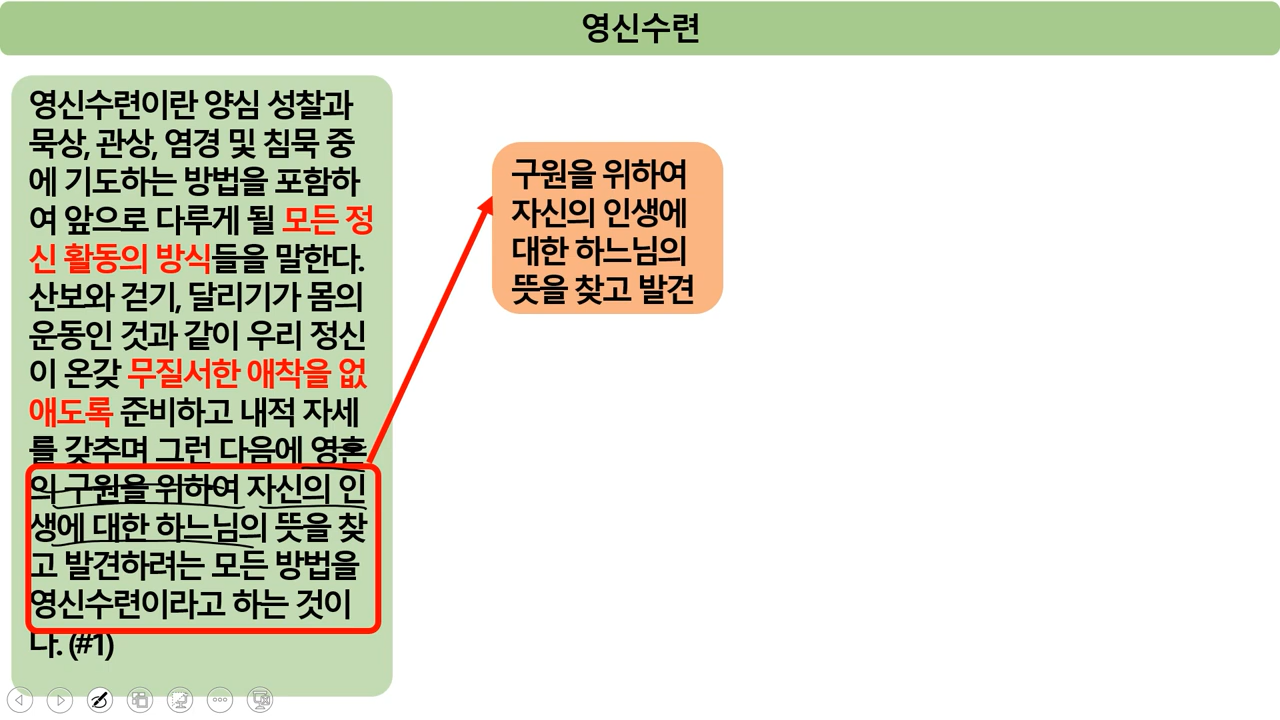 영신수련
영신수련이란 양심 성찰과
묵상, 관상, 염경 및 침묵 중
에 기도하는 방법을 포함하
여 앞으로 다루게 될 모든 정
신 활동의 방식들을 말한다.
산보와 걷기, 달리기가 몸의
운동인 것과 같이 우리 정신
이 온갖 무질서한 애착을 없
애도록 준비하고 내적 자세
를 갖추며 그런 다음에 영혼
의 구원을 위하여 자신의 인
생에 대한 하느님의 뜻을 찾
고 발견하려는 모든 방법을
영신수련이라고 하는 것이
다. (#1)
구원을 위하여
자신의 인생에
대한 하느님의
뜻을 찾고 발견